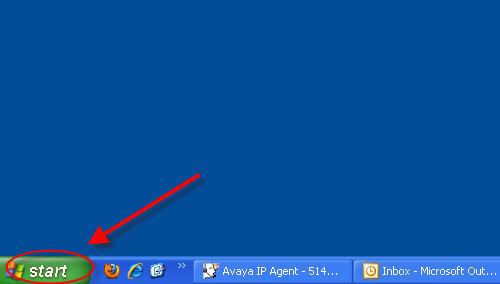 start
Avaya IP Agent - 514...
Inbox - Microsoft Out...